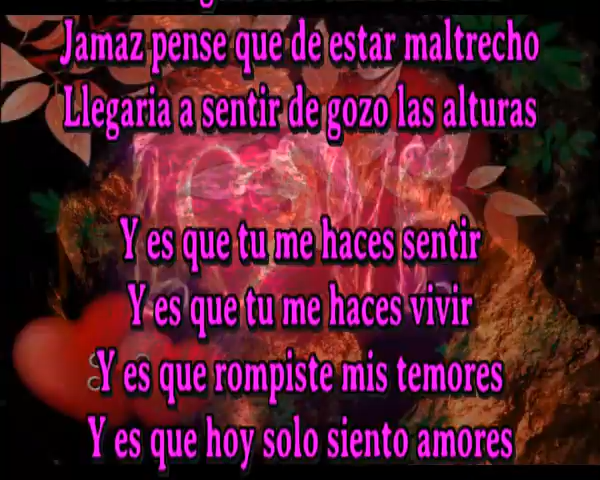 Jamaz pense que de estar maltrecho
Llegaria a sentir de gozo las alturas
Y es que tu me haces sentir
Y es que tu me haces vivir
Y es que rompiste mis temores
Y es que hoy solo siento amores